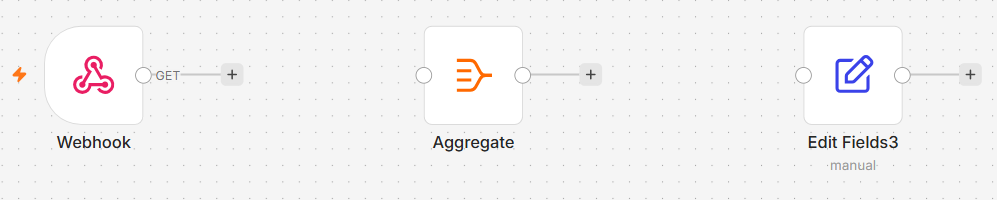 GET
Webhook
Aggregate
Edit Fields3
manual